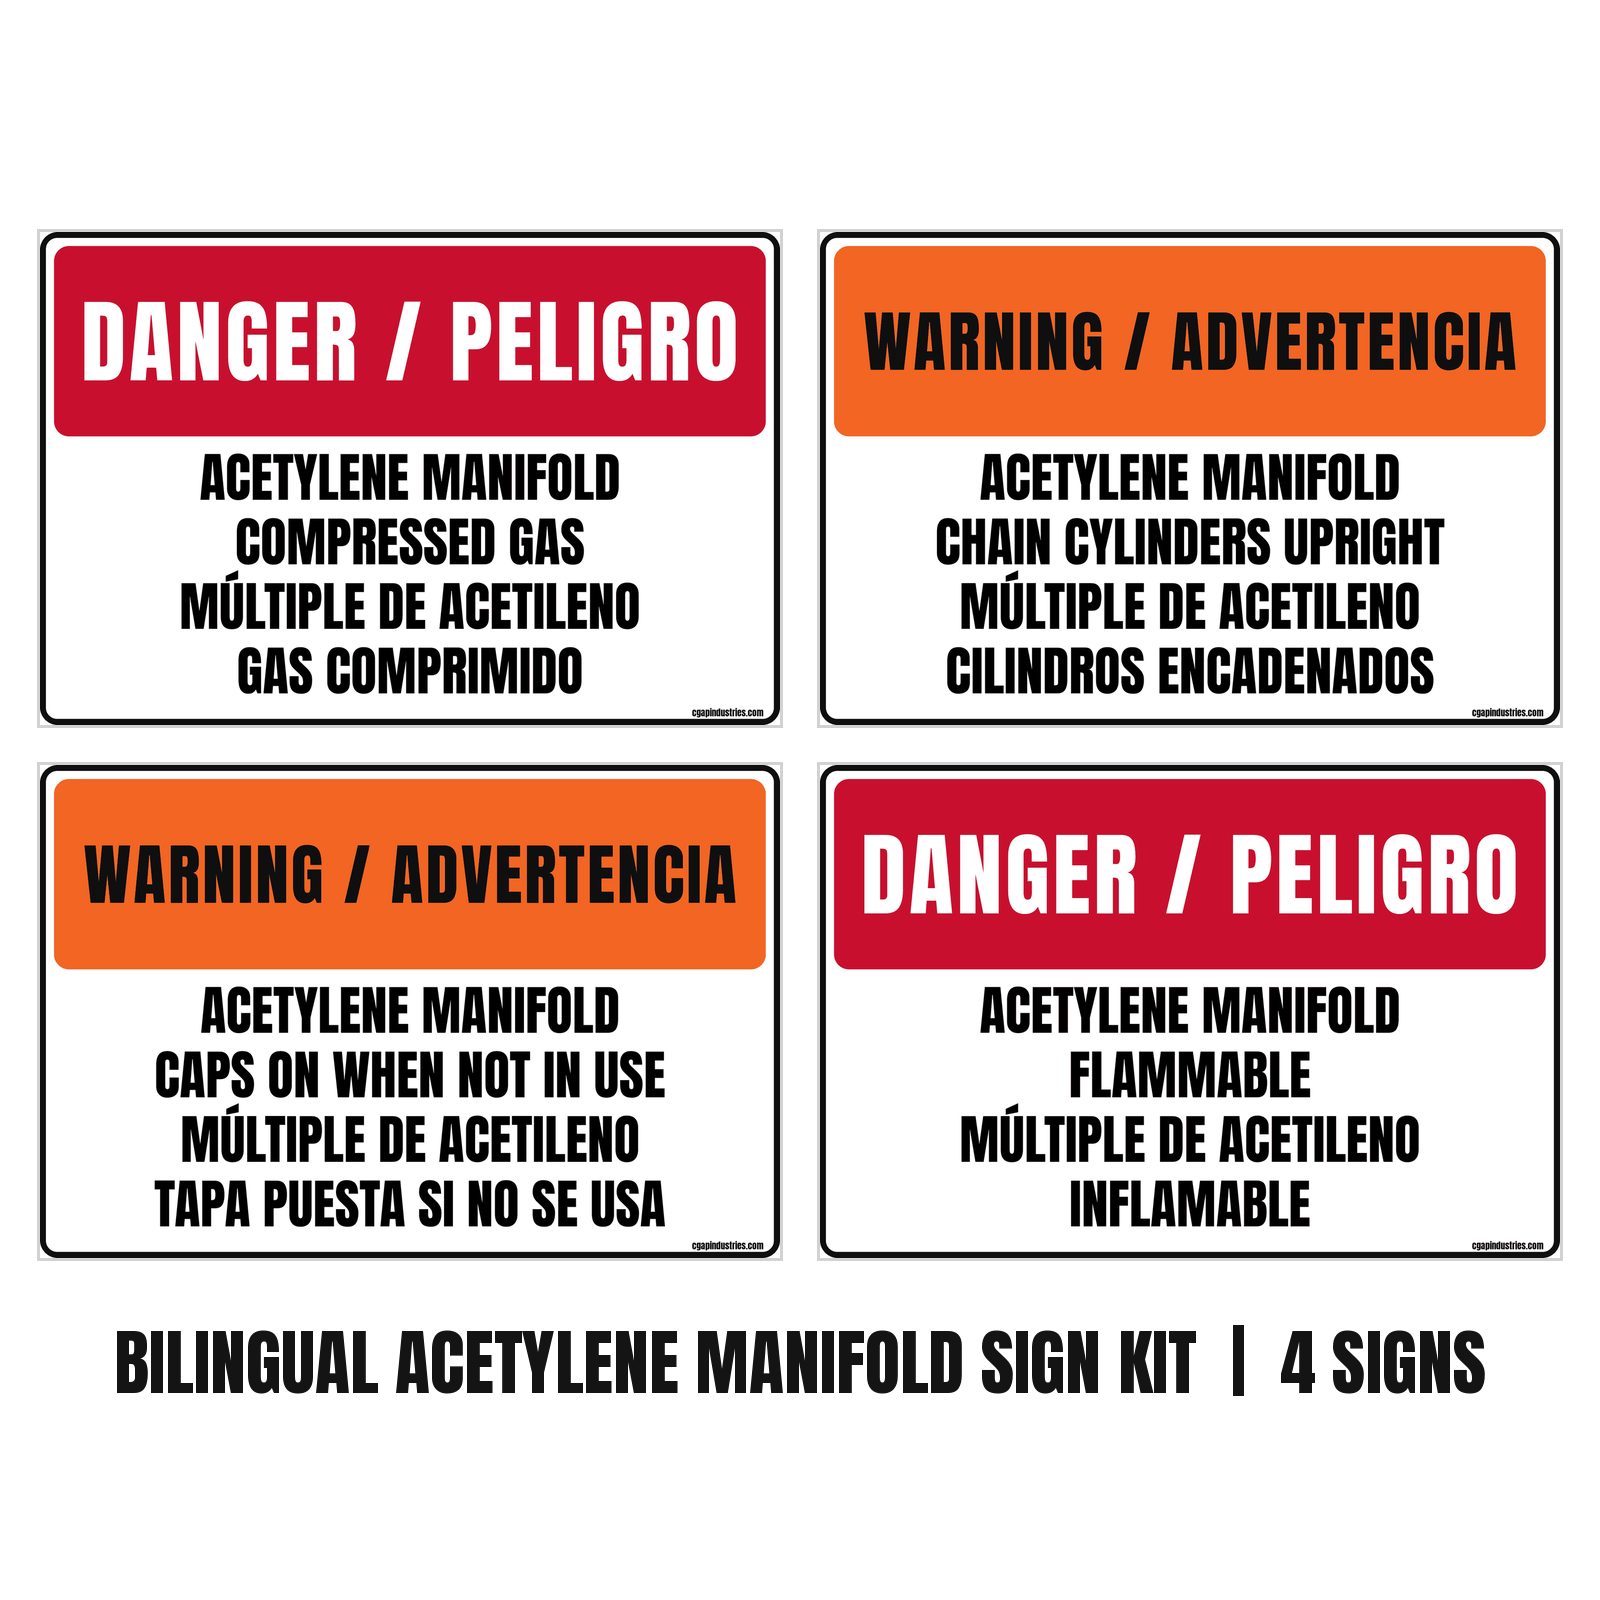 DANGER / PELIGRO
ACETYLENE MANIFOLD
COMPRESSED GAS
MÚLTIPLE DE ACETILENO
GAS COMPRIMIDO
cgapindustries.com
WARNING / ADVERTENCIA
ACETYLENE MANIFOLD
CHAIN CYLINDERS UPRIGHT
MÚLTIPLE DE ACETILENO
CILINDROS ENCADENADOS
cgapindustries.com
WARNING / ADVERTENCIA
ACETYLENE MANIFOLD
CAPS ON WHEN NOT IN USE
MÚLTIPLE DE ACETILENO
TAPA PUESTA SI NO SE USA
cgapindustries.com
DANGER / PELIGRO
ACETYLENE MANIFOLD
FLAMMABLE
MÚLTIPLE DE ACETILENO
INFLAMABLE
cgapindustries.com
BILINGUAL ACETYLENE MANIFOLD SIGN KIT | 4 SIGNS